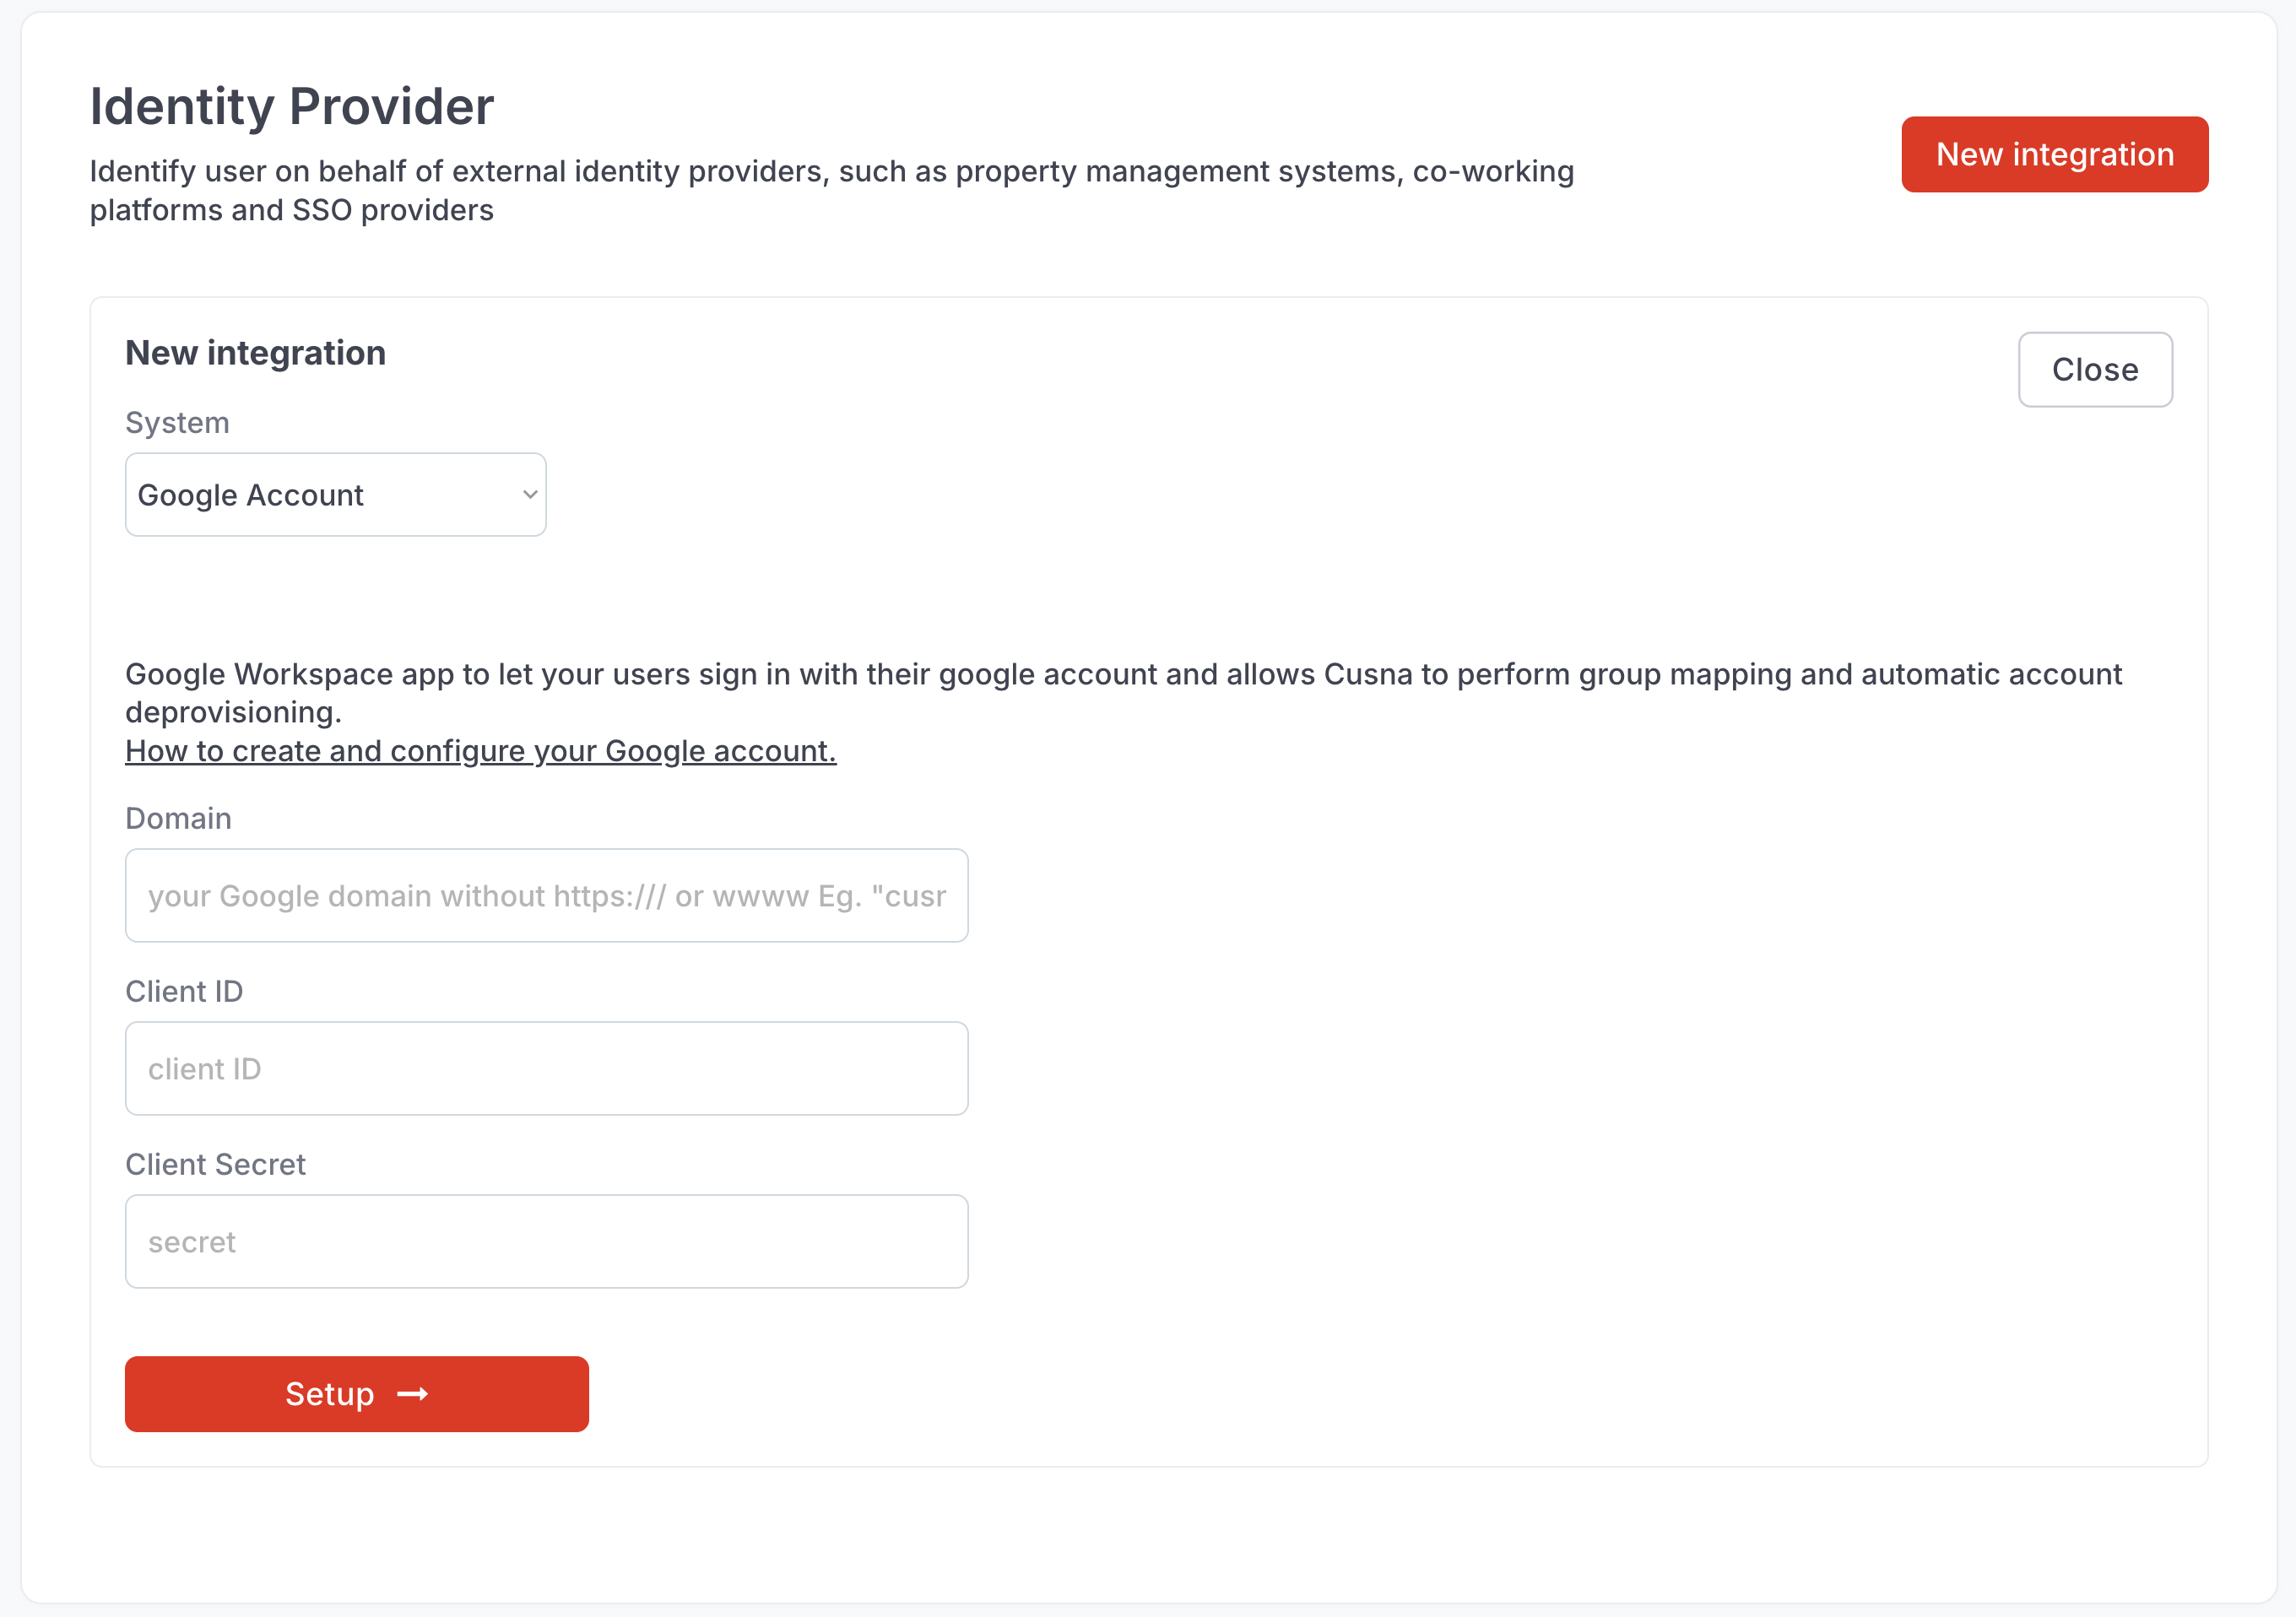 Identity Provider
Identify user on behalf of external identity providers, such as property management systems, co-working
platforms and SSO providers
New integration
New integration
Close
System
Google Account
Google Workspace app to let your users sign in with their google account and allows Cusna to perform group mapping and automatic account
deprovisioning.
How to create and configure your Google account.
Domain
your Google domain without https:/// or wwww Eg. "cusr
Client ID
client ID
Client Secret
secret
Setup →